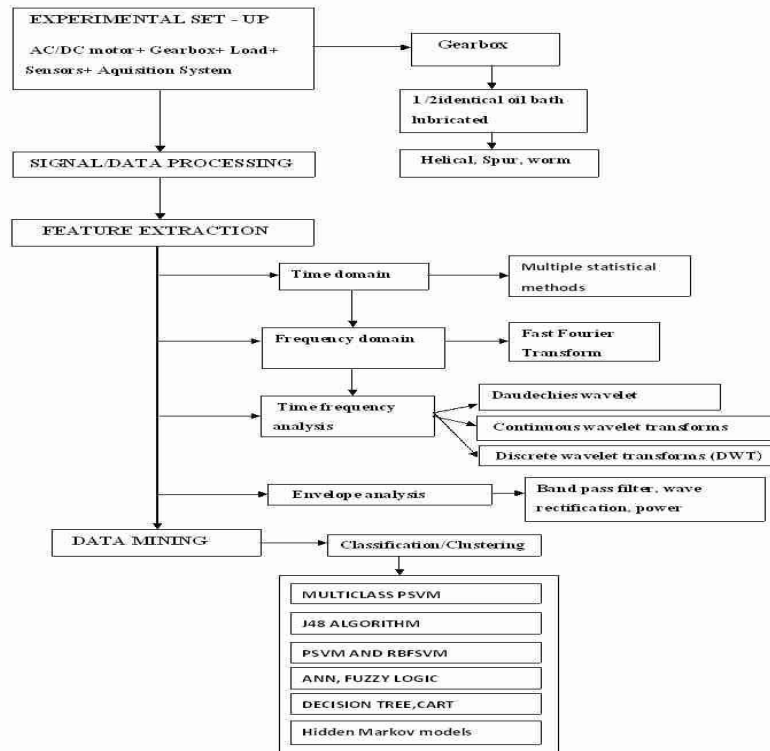 EXPERIMENTAL SET - UP
AC/DC motor+ Gearbox+ Load+
Sensors+ Aquisition System
Gearbox
1/2identical oil bath
lubricated
Helical, Spur, worm
SIGNAL/DATA PROCESSING
FEATURE EXTRACTION
Time domain
Multiple statistical
methods
Frequency domain
Fast Fourier
Transform
Time frequency
analysis
Daudechies wavelet
Continuous wavelet transforms
Discrete wavelet transforms (DWT)
Envelope analysis
Band pass filter, wave
rectification, power
DATA MINING
Classification/Clustering
MULTICLASS PSVM
J48 ALGORITHM
PSVM AND RBFSVM
ANN, FUZZY LOGIC
DECISION TREE,CART
Hidden Markov models